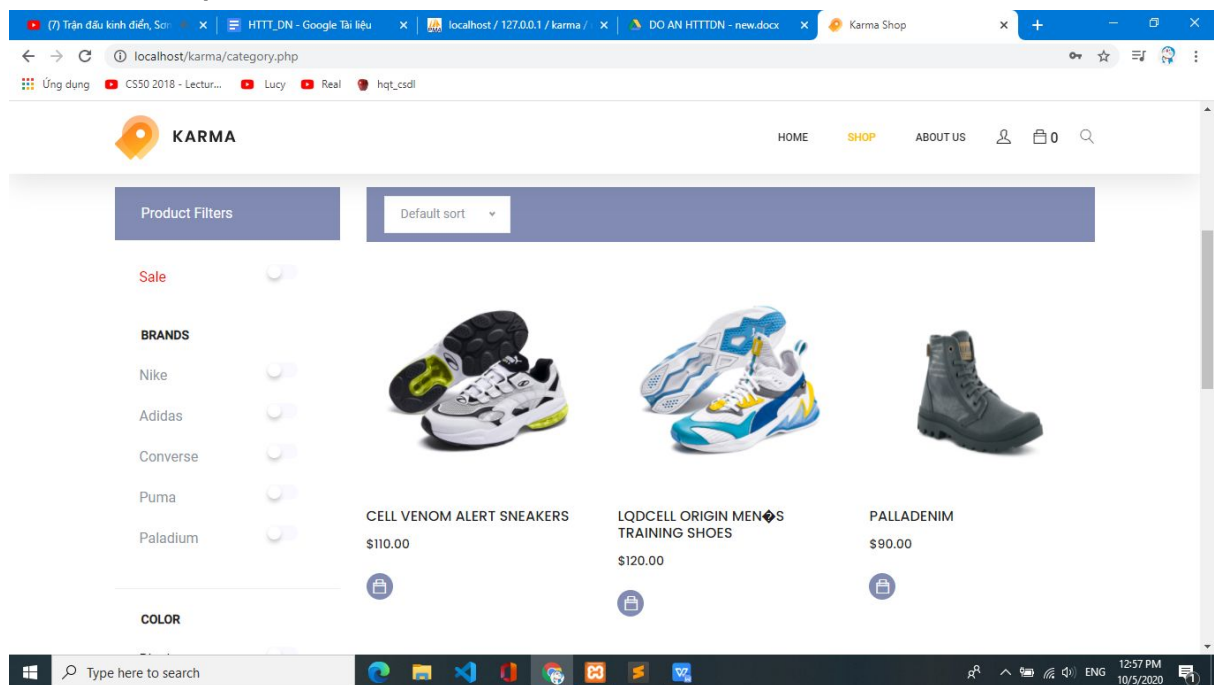 (7) Trận đấu kinh điển, Sơn
HTTT_DN - Google Tài liệu
localhost / 127.0.0.1 / karma /
DO AN HTTTDN - new.docx
Karma Shop
localhost/karma/category.php
Ứng dụng
CS50 2018 - Lectur...
Lucy
Real
hqt_csdl
KARMA
HOME
SHOP
ABOUT US
0
Product Filters
Default sort
Sale
BRANDS
Nike
Adidas
Converse
Puma
Paladium
COLOR
CELL VENOM ALERT SNEAKERS
$110.00
LQDCELL ORIGIN MEN�S
TRAINING SHOES
$120.00
PALLADENIM
$90.00
Type here to search
ENG
12:57 PM
10/5/2020